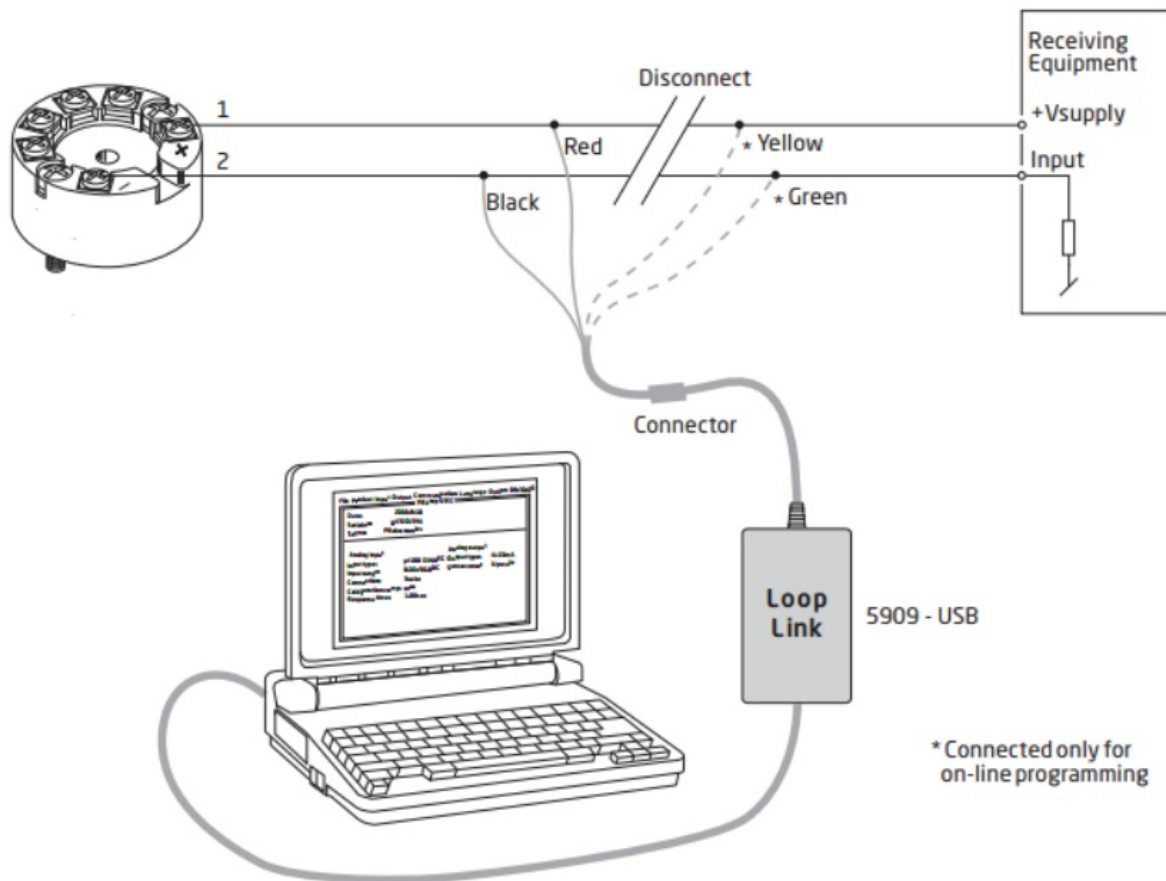 Receiving
Equipment
Disconnect
1
+Vsupply
Red
* Yellow
2
Input
Black
* Green
Connector
Loop
Link
5909 - USB
* Connected only for
on-line programming